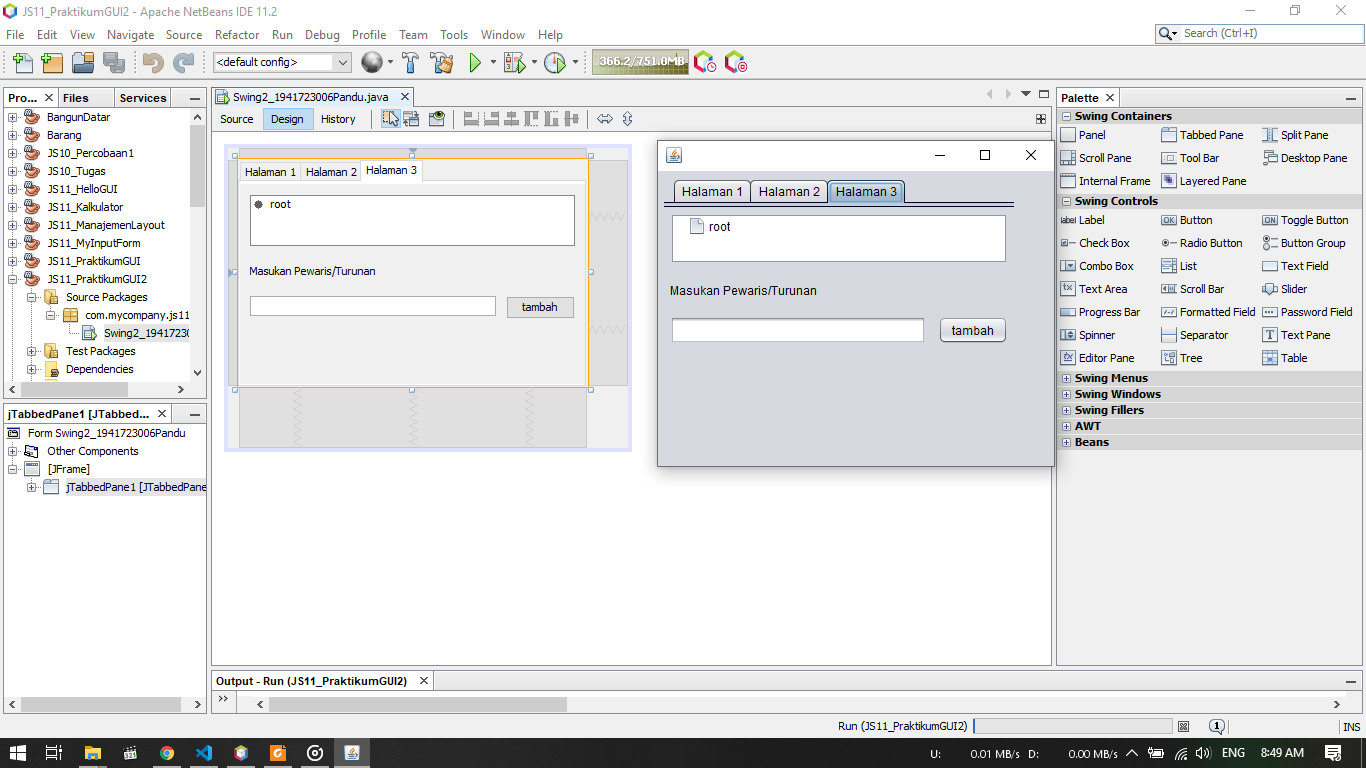 JS11_PraktikumGUI2 - Apache NetBeans IDE 11.2
File Edit View Navigate Source Refactor Run Debug Profile Team Tools Window Help
Search (Ctrl+I)
<default config>
366.2/751.0MB
Pro... Files Services
BangunDatar
Barang
JS10_Percobaan1
JS10_Tugas
JS11_HelloGUI
JS11_Kalkulator
JS11_ManajemenLayout
JS11_MyInputForm
JS11_PraktikumGUI
JS11_PraktikumGUI2
Source Packages
com.mycompany.js11
Swing2_1941723
Test Packages
Dependencies
jTabbedPane1 [JTabbed...
Form Swing2_1941723006Pandu
Other Components
[JFrame]
jTabbedPane1 [JTabbedPane
Swing2_1941723006Pandu.java
Source Design History
Halaman 1 Halaman 2 Halaman 3
root
Masukan Pewaris/Turunan
tambah
Halaman 1 Halaman 2 Halaman 3
root
Masukan Pewaris/Turunan
tambah
Palette
Swing Containers
Panel Tabbed Pane Split Pane
Scroll Pane Tool Bar Desktop Pane
Internal Frame Layered Pane
Swing Controls
label Label OK Button ON Toggle Button
Check Box Radio Button Button Group
Combo Box List Text Field
Text Area Scroll Bar Slider
Progress Bar Formatted Field Password Field
Spinner Separator Text Pane
Editor Pane Tree Table
Swing Menus
Swing Windows
Swing Fillers
AWT
Beans
Output - Run (JS11_PraktikumGUI2)
Run (JS11_PraktikumGUI2) 1 INS
U: 0.01 MB/s D: 0.00 MB/s ENG 8:49 AM